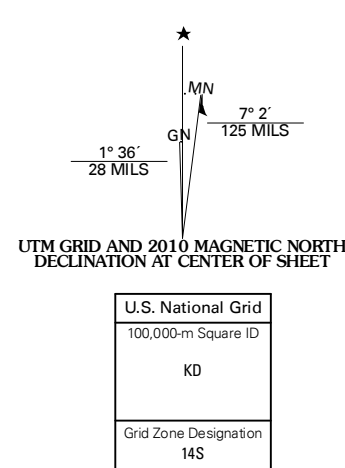 MN
7° 2´
125 MILS
GN
1° 36´
28 MILS
UTM GRID AND 2010 MAGNETIC NORTH
DECLINATION AT CENTER OF SHEET
U.S. National Grid
100,000-m Square ID
KD
Grid Zone Designation
14S